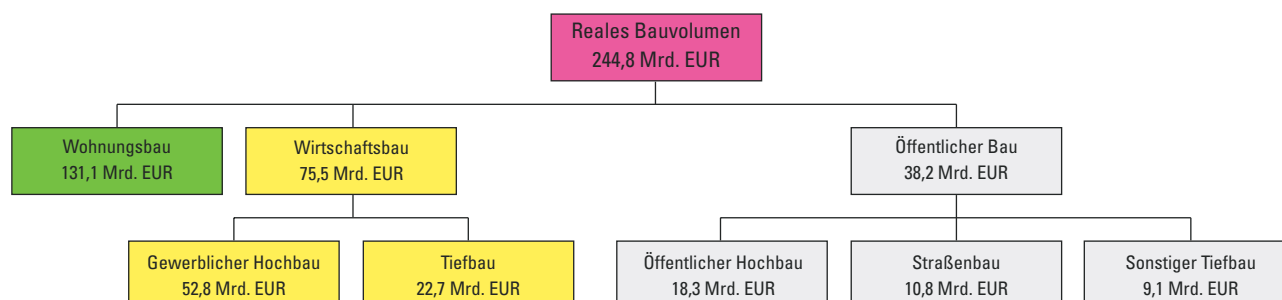 Reales Bauvolumen
244,8 Mrd. EUR
Wohnungsbau
131,1 Mrd. EUR
Wirtschaftsbau
75,5 Mrd. EUR
Öffentlicher Bau
38,2 Mrd. EUR
Gewerblicher Hochbau
52,8 Mrd. EUR
Tiefbau
22,7 Mrd. EUR
Öffentlicher Hochbau
18,3 Mrd. EUR
Straßenbau
10,8 Mrd. EUR
Sonstiger Tiefbau
9,1 Mrd. EUR